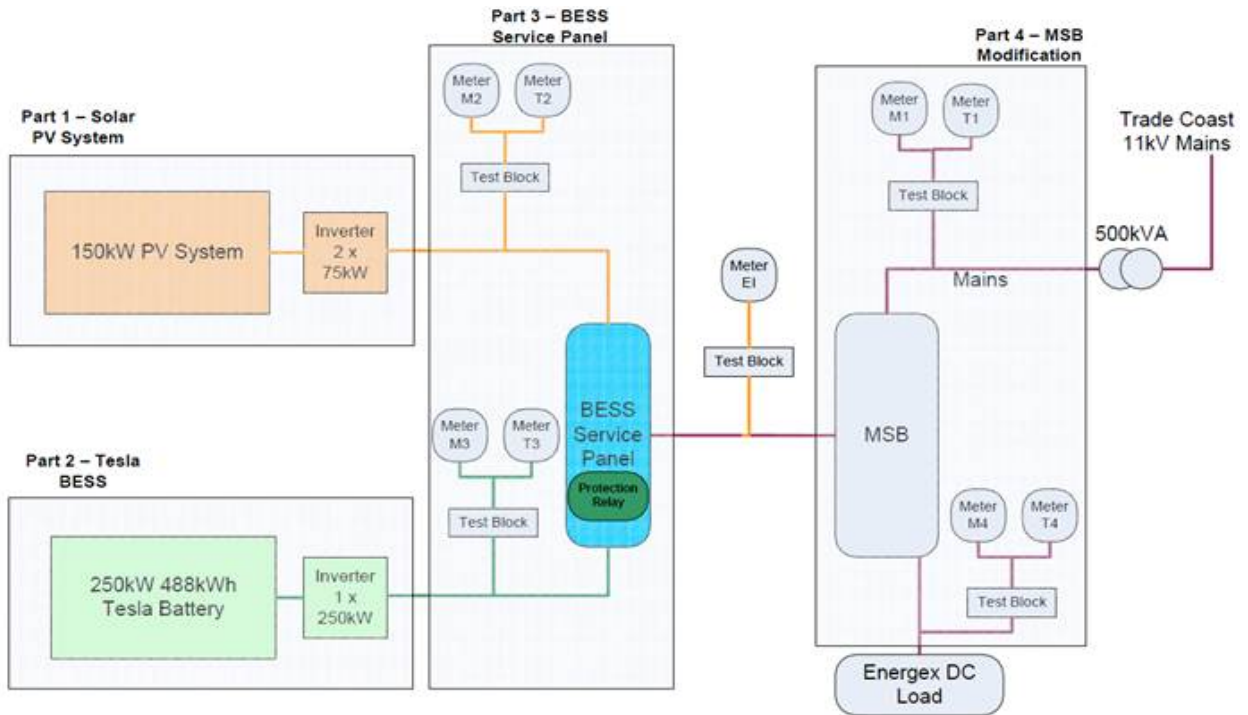 Part 3 – BESS
Service Panel
Part 4 – MSB
Modification
Part 1 – Solar
PV System
Meter
M2
Meter
T2
Test Block
Meter
M1
Meter
T1
Test Block
Trade Coast
11kV Mains
500kVA
Mains
150kW PV System
Inverter
2 x
75kW
Meter
EI
Test Block
BESS
Service
Panel
Protection
Relay
MSB
Part 2 – Tesla
BESS
Meter
M3
Meter
T3
Test Block
Meter
M4
Meter
T4
Test Block
250kW 488kWh
Tesla Battery
Inverter
1 x
250kW
Energex DC
Load